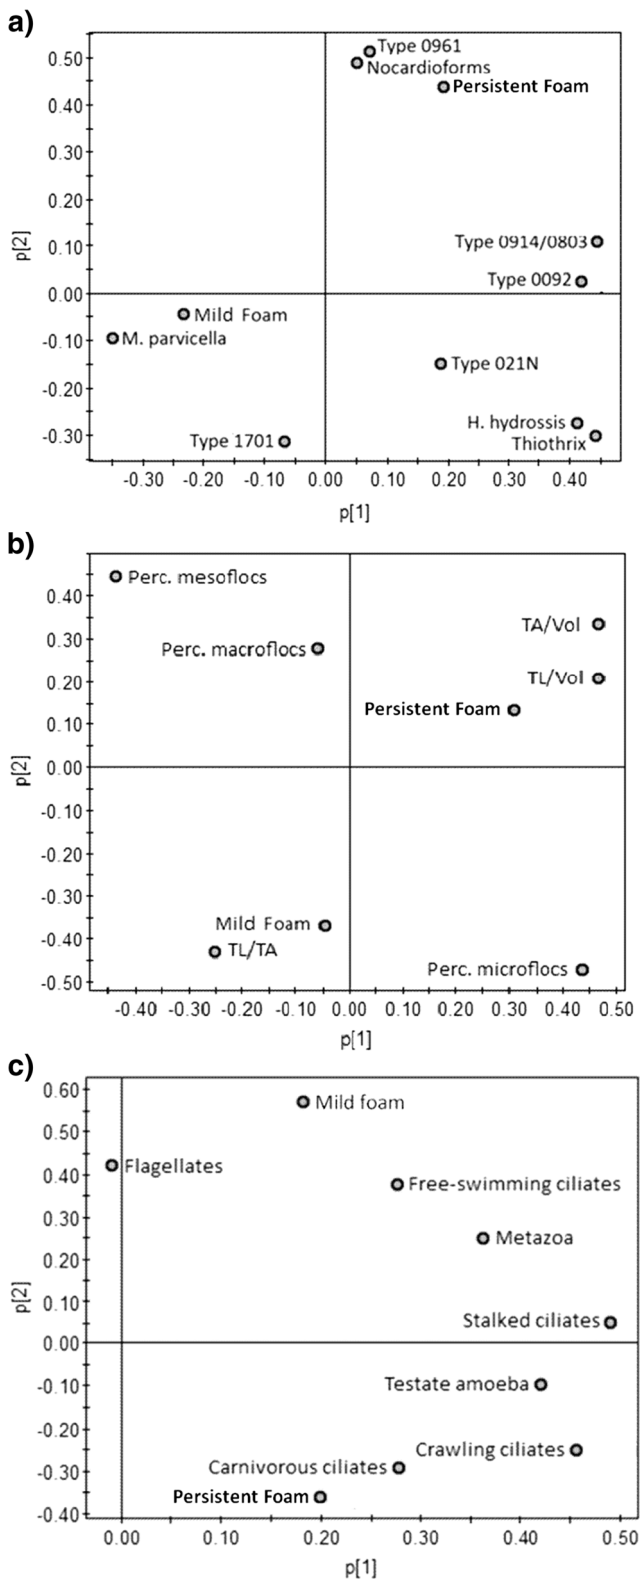 a)
0.50
0.40
0.30
0.20
0.10
0.00
-0.10
-0.20
-0.30
p[2]
Type 0961
Nocardioforms
Persistent Foam
Type 0914/0803
Type 0092
Mild Foam
M. parvicella
Type 021N
H. hydrossis
Type 1701
Thiothrix
-0.30 -0.20 -0.10 0.00 0.10 0.20 0.30 0.40
p[1]
b)
0.40
0.30
0.20
0.10
0.00
-0.10
-0.20
-0.30
-0.40
-0.50
p[2]
Perc. mesoflocs
TA/Vol
Perc. macroflocs
TL/Vol
Persistent Foam
Mild Foam
TL/TA
Perc. microflocs
-0.40 -0.30 -0.20 -0.10 0.00 0.10 0.20 0.30 0.40 0.50
p[1]
c)
0.60
0.50
0.40
0.30
0.20
0.10
0.00
-0.10
-0.20
-0.30
-0.40
p[2]
Mild foam
Flagellates
Free-swimming ciliates
Metazoa
Stalked ciliates
Testate amoeba
Crawling ciliates
Carnivorous ciliates
Persistent Foam
0.00 0.10 0.20 0.30 0.40 0.50
p[1]